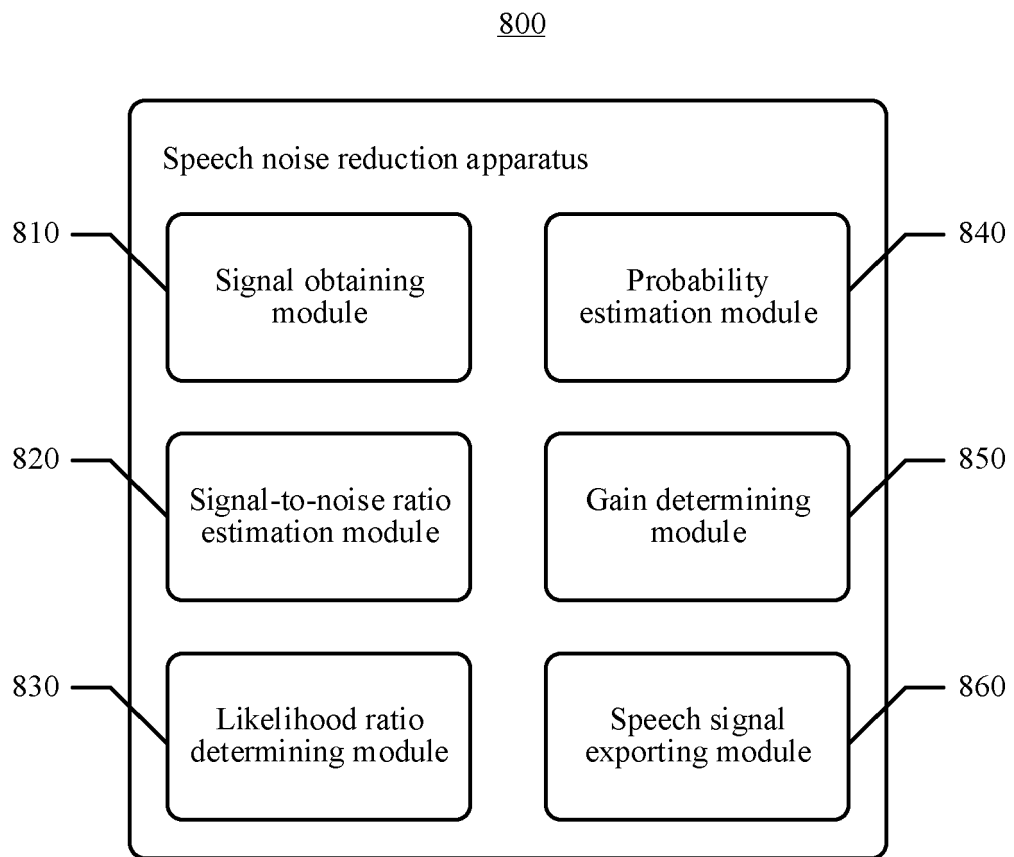 800
Speech noise reduction apparatus
810
Signal obtaining
module
840
Probability
estimation module
820
Signal-to-noise ratio
estimation module
850
Gain determining
module
830
Likelihood ratio
determining module
860
Speech signal
exporting module